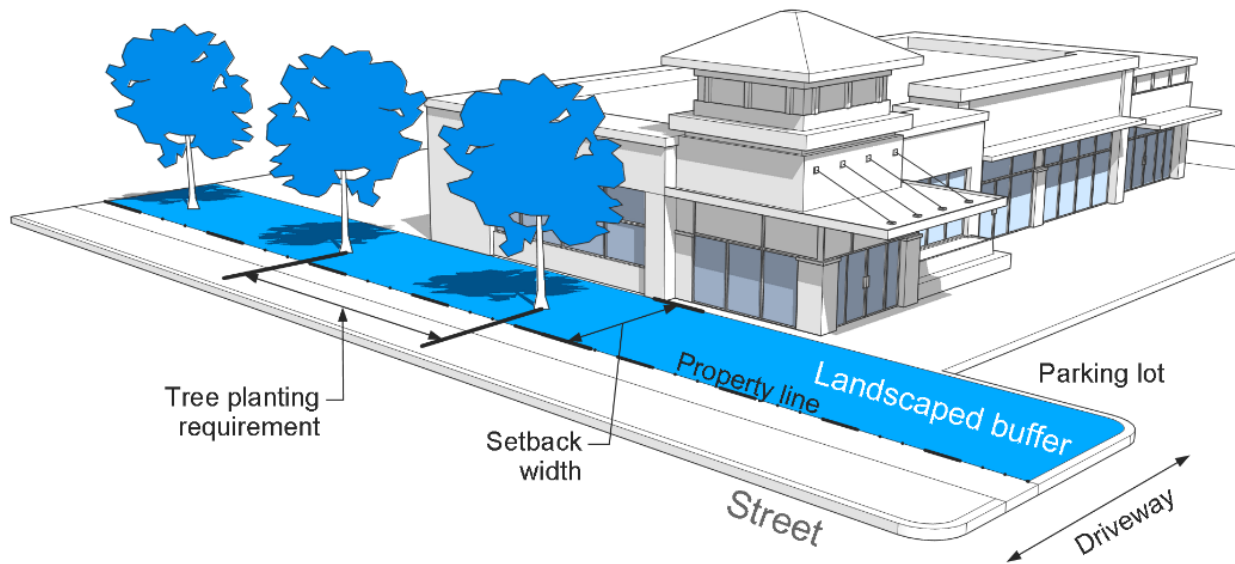 Tree planting
requirement
Setback
width
Property line
Landscaped buffer
Parking lot
Street
Driveway